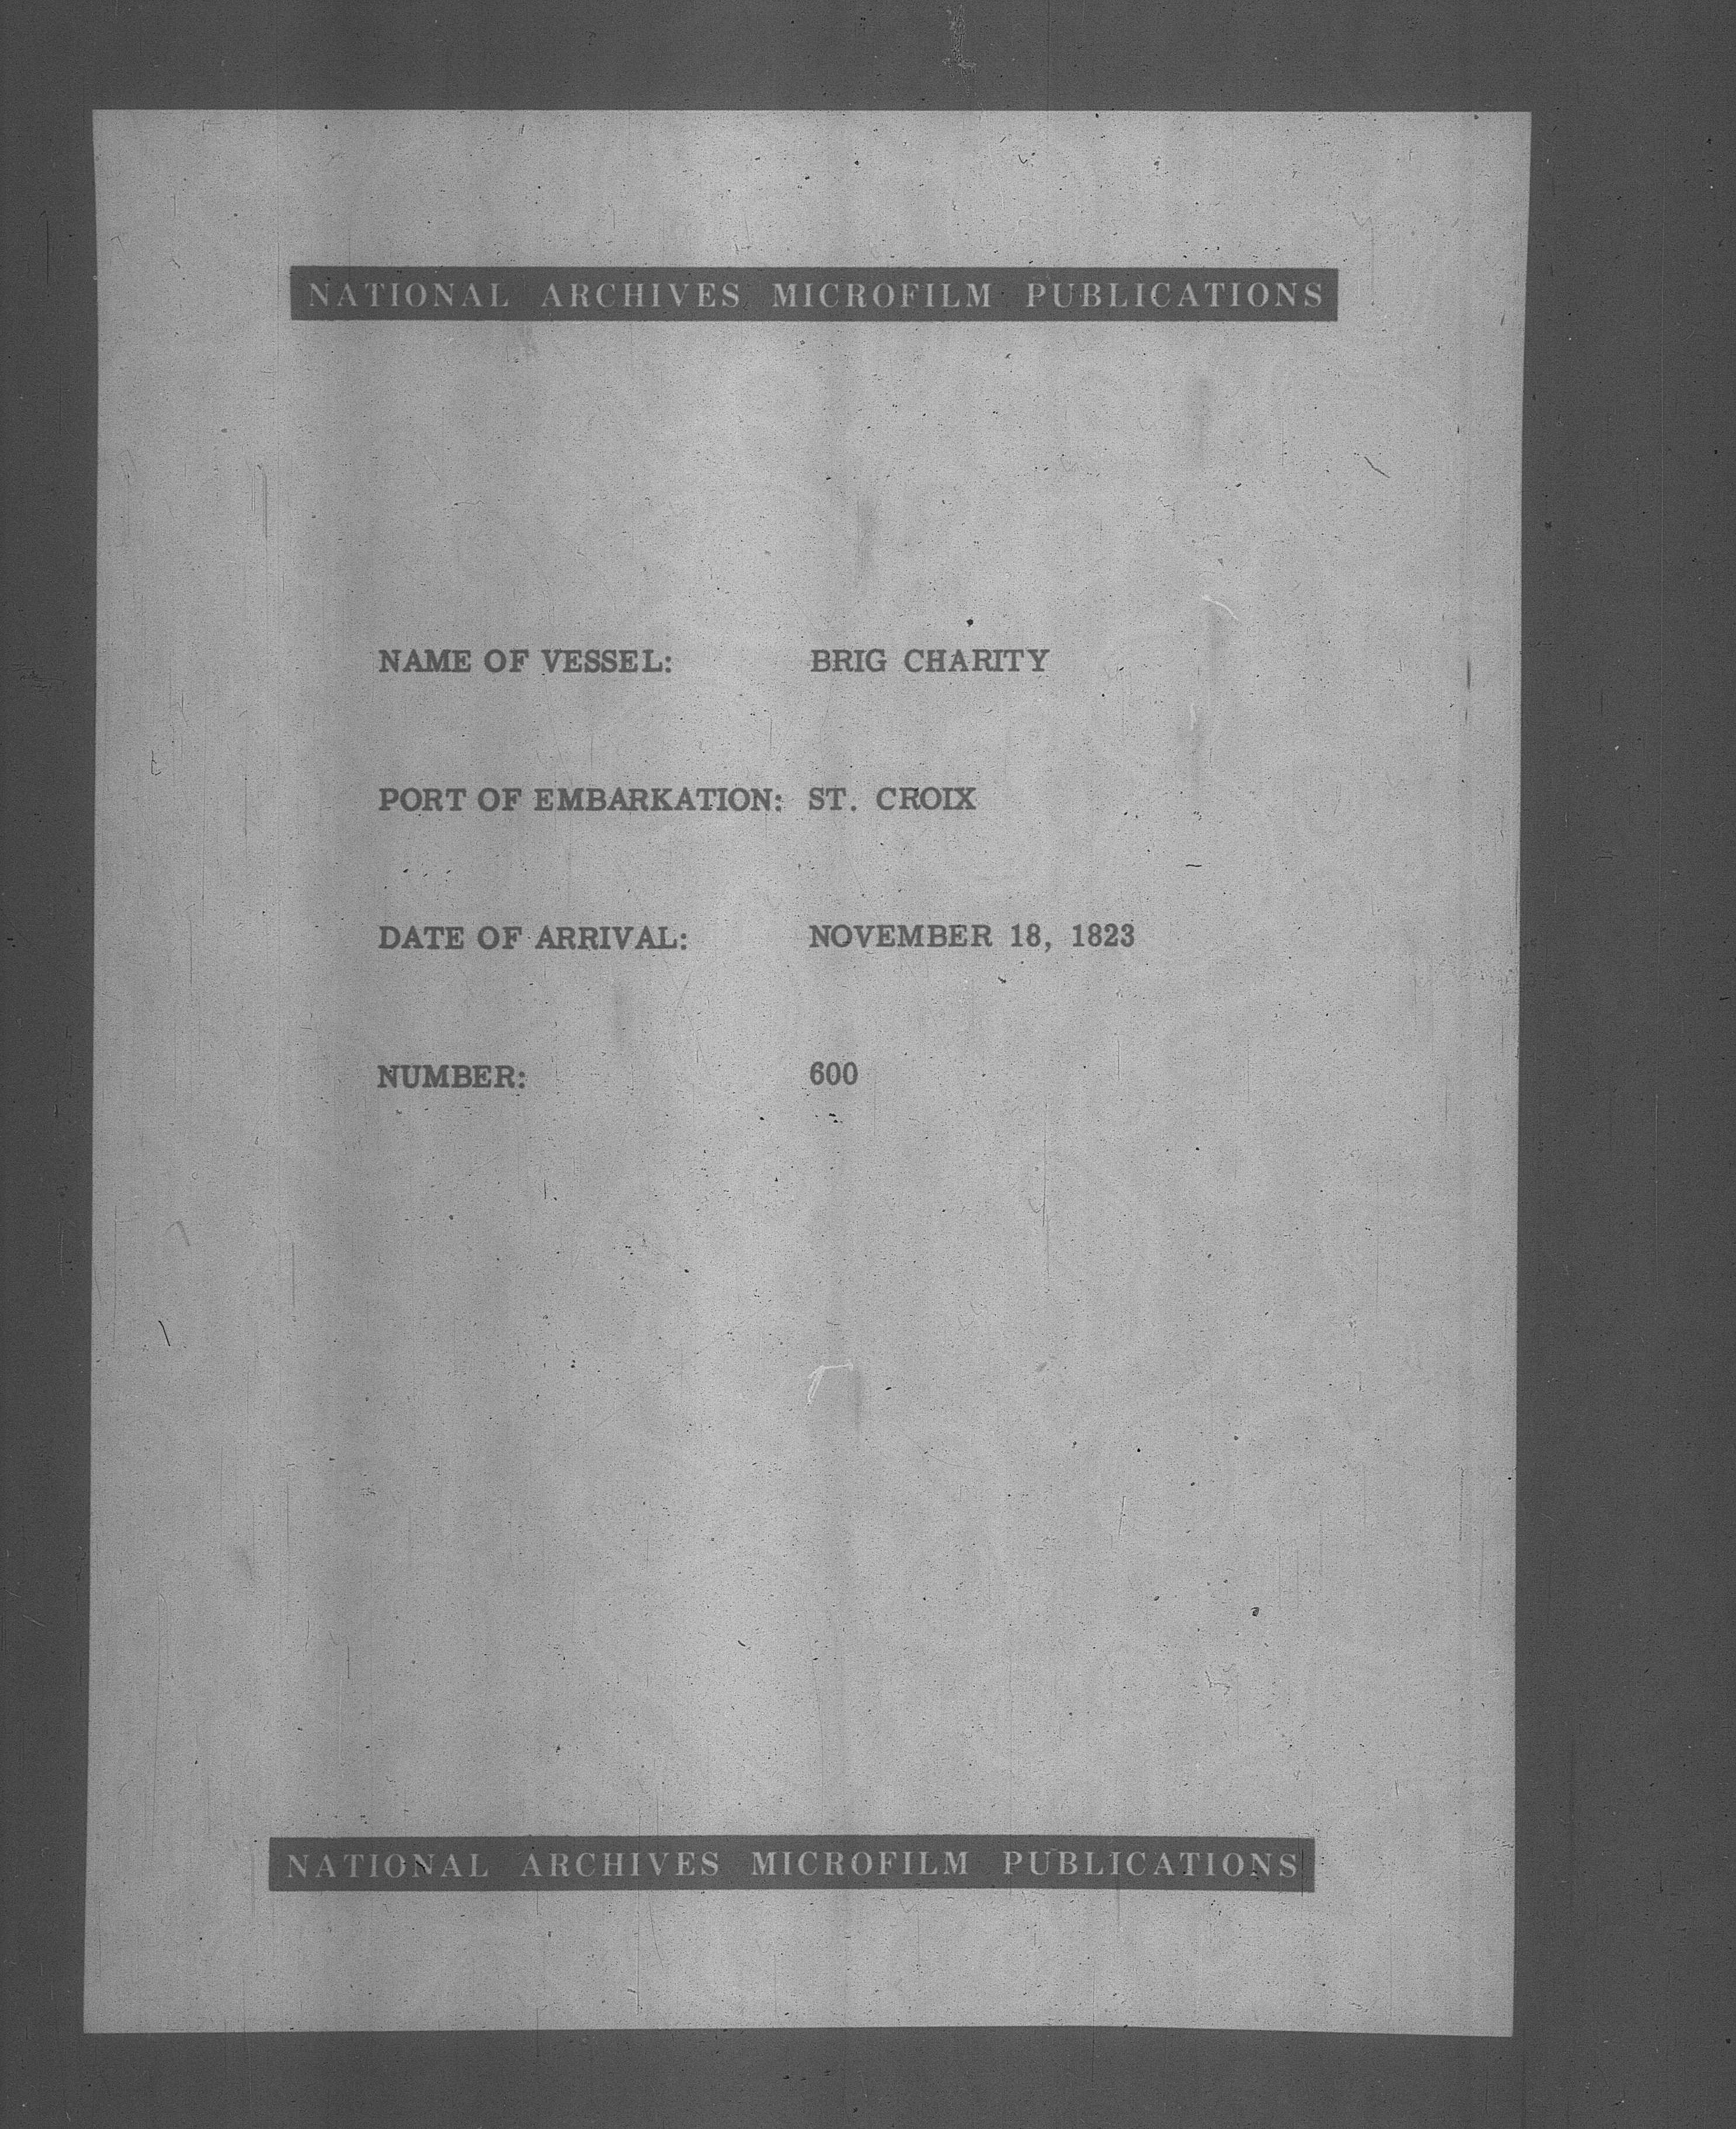 NATIONAL ARCHIVES MICROFILM PUBLICATIONS
NAME OF VESSEL: BRIG CHARITY
PORT OF EMBARKATION: ST. CROIX
DATE OF ARRIVAL: NOVEMBER 18, 1823
NUMBER: 600
NATIONAL ARCHIVES MICROFILM PUBLICATIONS